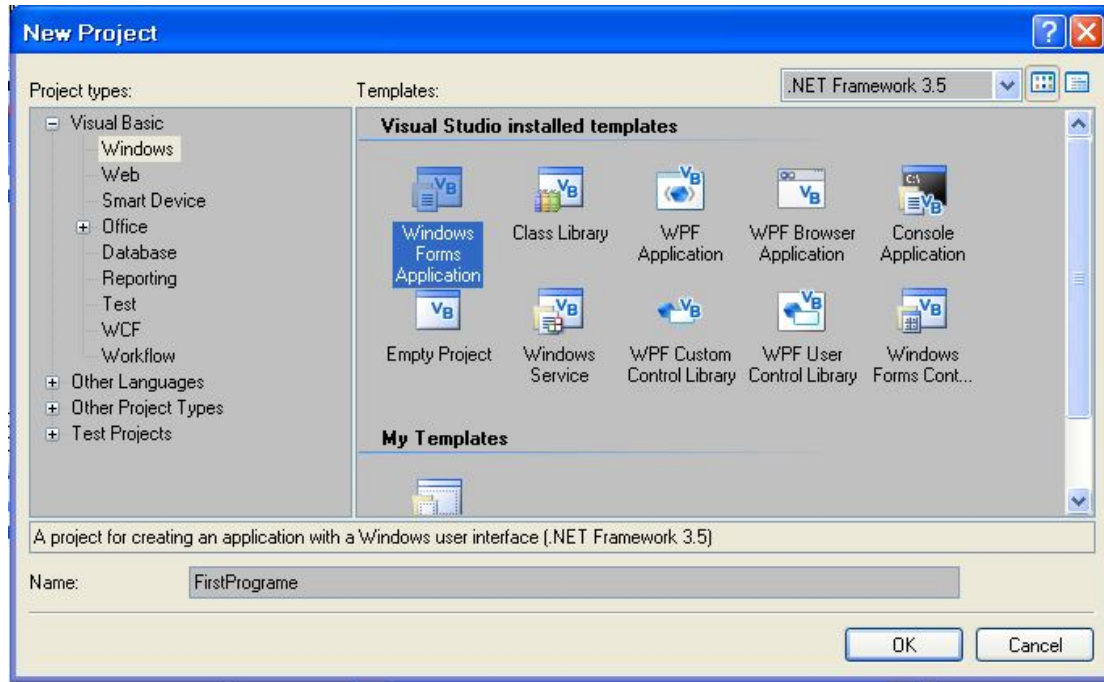 New Project
Project types:
Templates:
.NET Framework 3.5
Visual Basic
Windows
Web
Smart Device
Office
Database
Reporting
Test
WCF
Workflow
Other Languages
Other Project Types
Test Projects
Visual Studio installed templates
Windows Forms Application
Class Library
WPF Application
WPF Browser Application
Console Application
Empty Project
Windows Service
WPF Custom Control Library
WPF User Control Library
Windows Forms Cont...
My Templates
A project for creating an application with a Windows user interface (.NET Framework 3.5)
Name:
FirstPrograme
OK
Cancel